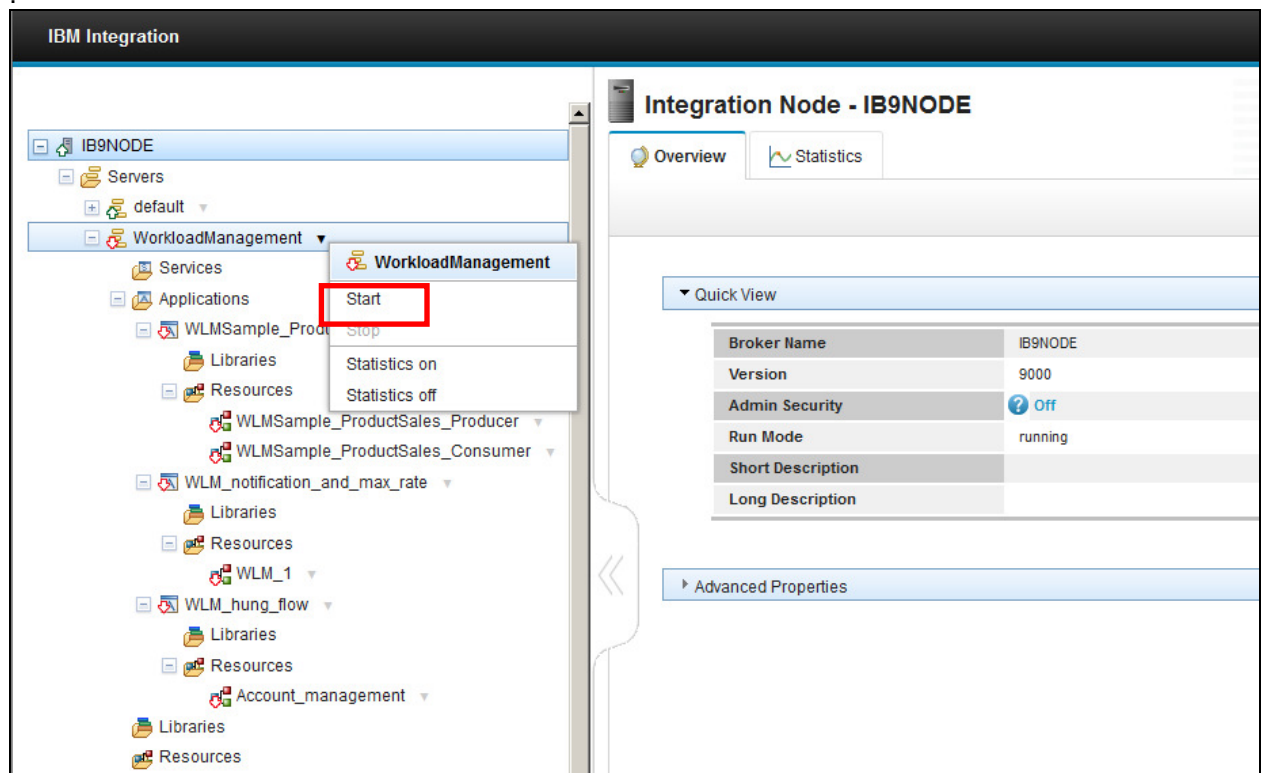 IBM Integration
IB9NODE
Servers
default
WorkloadManagement
Services
Applications
WLMSample_Produ
Libraries
Resources
WLMSample_ProductSales_Producer
WLMSample_ProductSales_Consumer
WLM_notification_and_max_rate
Libraries
Resources
WLM_1
WLM_hung_flow
Libraries
Resources
Account_management
Libraries
Resources
WorkloadManagement
Start
Stop
Statistics on
Statistics off
Integration Node - IB9NODE
Overview Statistics
Quick View
Broker Name IB9NODE
Version 9000
Admin Security Off
Run Mode running
Short Description
Long Description
Advanced Properties